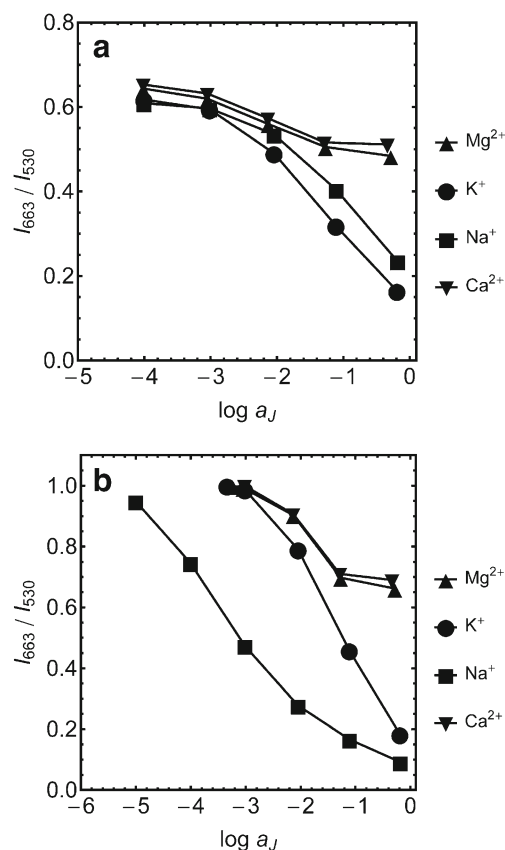 a
0.8
0.6
0.4
0.2
0.0
I663 / I530
−5 −4 −3 −2 −1 0
log aJ
Mg2+
K+
Na+
Ca2+
b
1.0
0.8
0.6
0.4
0.2
0.0
I663 / I530
−6 −5 −4 −3 −2 −1 0
log aJ
Mg2+
K+
Na+
Ca2+